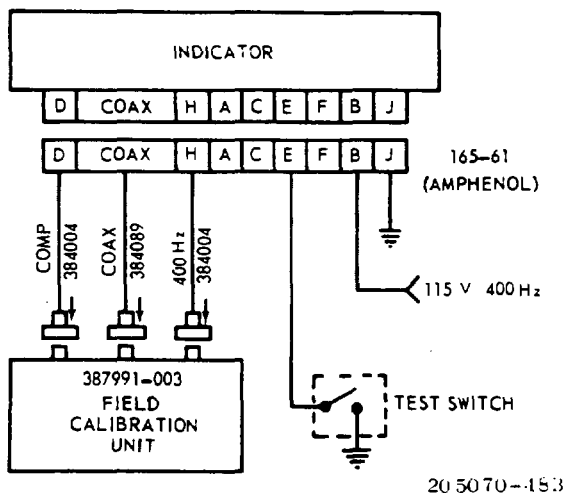 INDICATOR
D COAX H A C E F B J
D COAX H A C E F B J
165-61
(AMPHENOL)
COMP
384004
COAX
384089
400 Hz
384004
115 V 400 Hz
387991-003
FIELD
CALIBRATION
UNIT
TEST SWITCH
205070-483